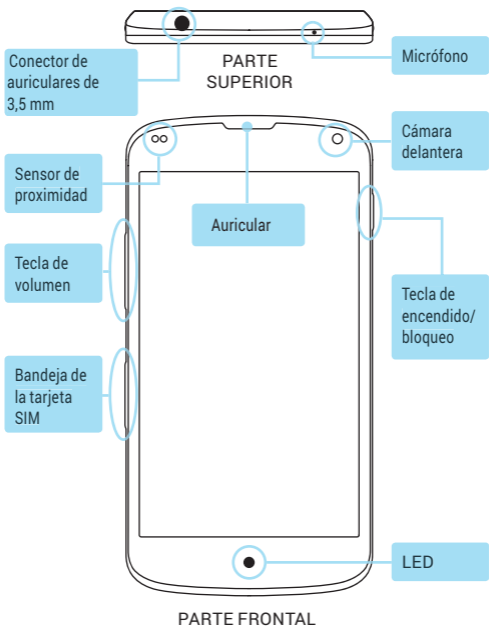 Conector de
auriculares de
3,5 mm
PARTE
SUPERIOR
Micrófono
Sensor de
proximidad
Auricular
Cámara
delantera
Tecla de
volumen
Tecla de
encendido/
bloqueo
Bandeja de
la tarjeta
SIM
LED
PARTE FRONTAL